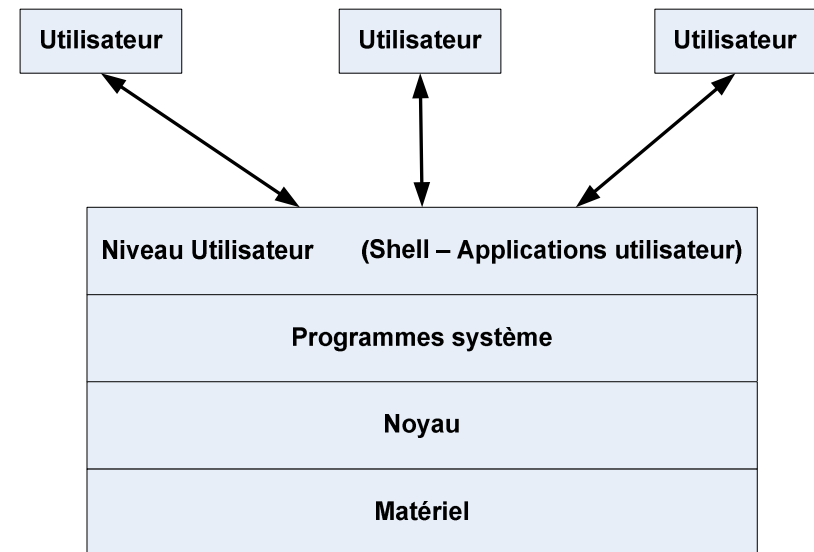 Utilisateur Utilisateur Utilisateur
Niveau Utilisateur (Shell – Applications utilisateur)
Programmes système
Noyau
Matériel